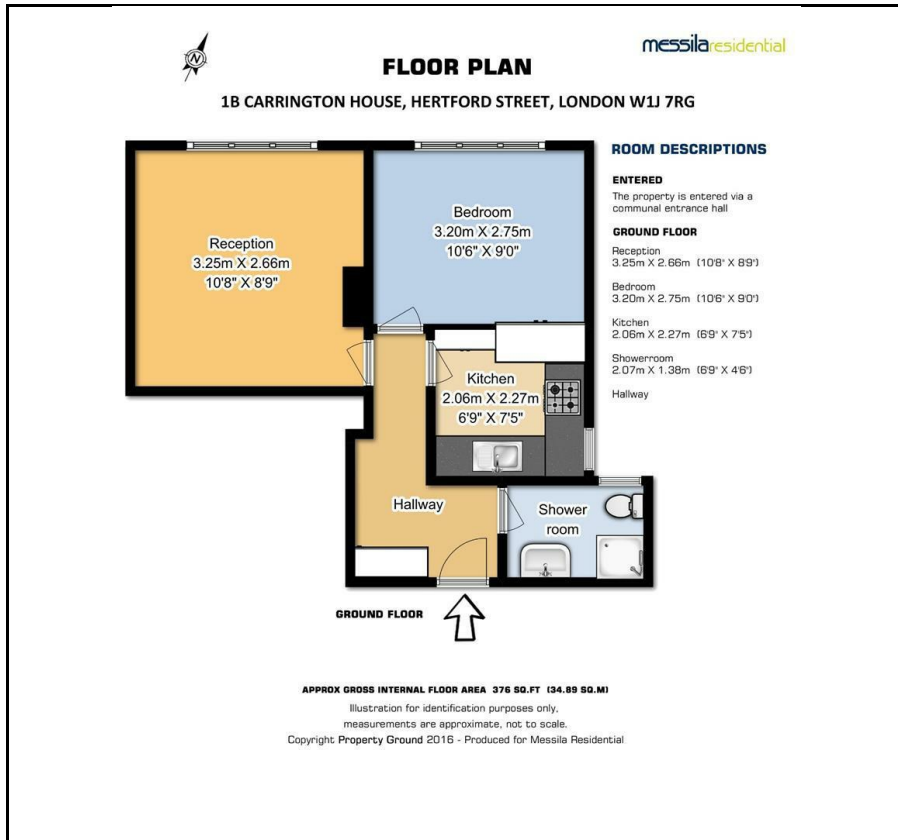 N
messila residential
FLOOR PLAN
1B CARRINGTON HOUSE, HERTFORD STREET, LONDON W1J 7RG
Reception
3.25m X 2.66m
10'8" X 8'9"
Bedroom
3.20m X 2.75m
10'6" X 9'0"
Kitchen
2.06m X 2.27m
6'9" X 7'5"
Hallway
Shower
room
GROUND FLOOR
ROOM DESCRIPTIONS
ENTERED
The property is entered via a
communal entrance hall
GROUND FLOOR
Reception
3.25m X 2.66m (10'8" X 8'9")
Bedroom
3.20m X 2.75m (10'6" X 9'0")
Kitchen
2.06m X 2.27m (6'9" X 7'5")
Showerroom
2.07m X 1.38m (6'9" X 4'6")
Hallway
APPROX GROSS INTERNAL FLOOR AREA 376 SQ.FT (34.89 SQ.M)
Illustration for identification purposes only,
measurements are approximate, not to scale.
Copyright Property Ground 2016 - Produced for Messila Residential